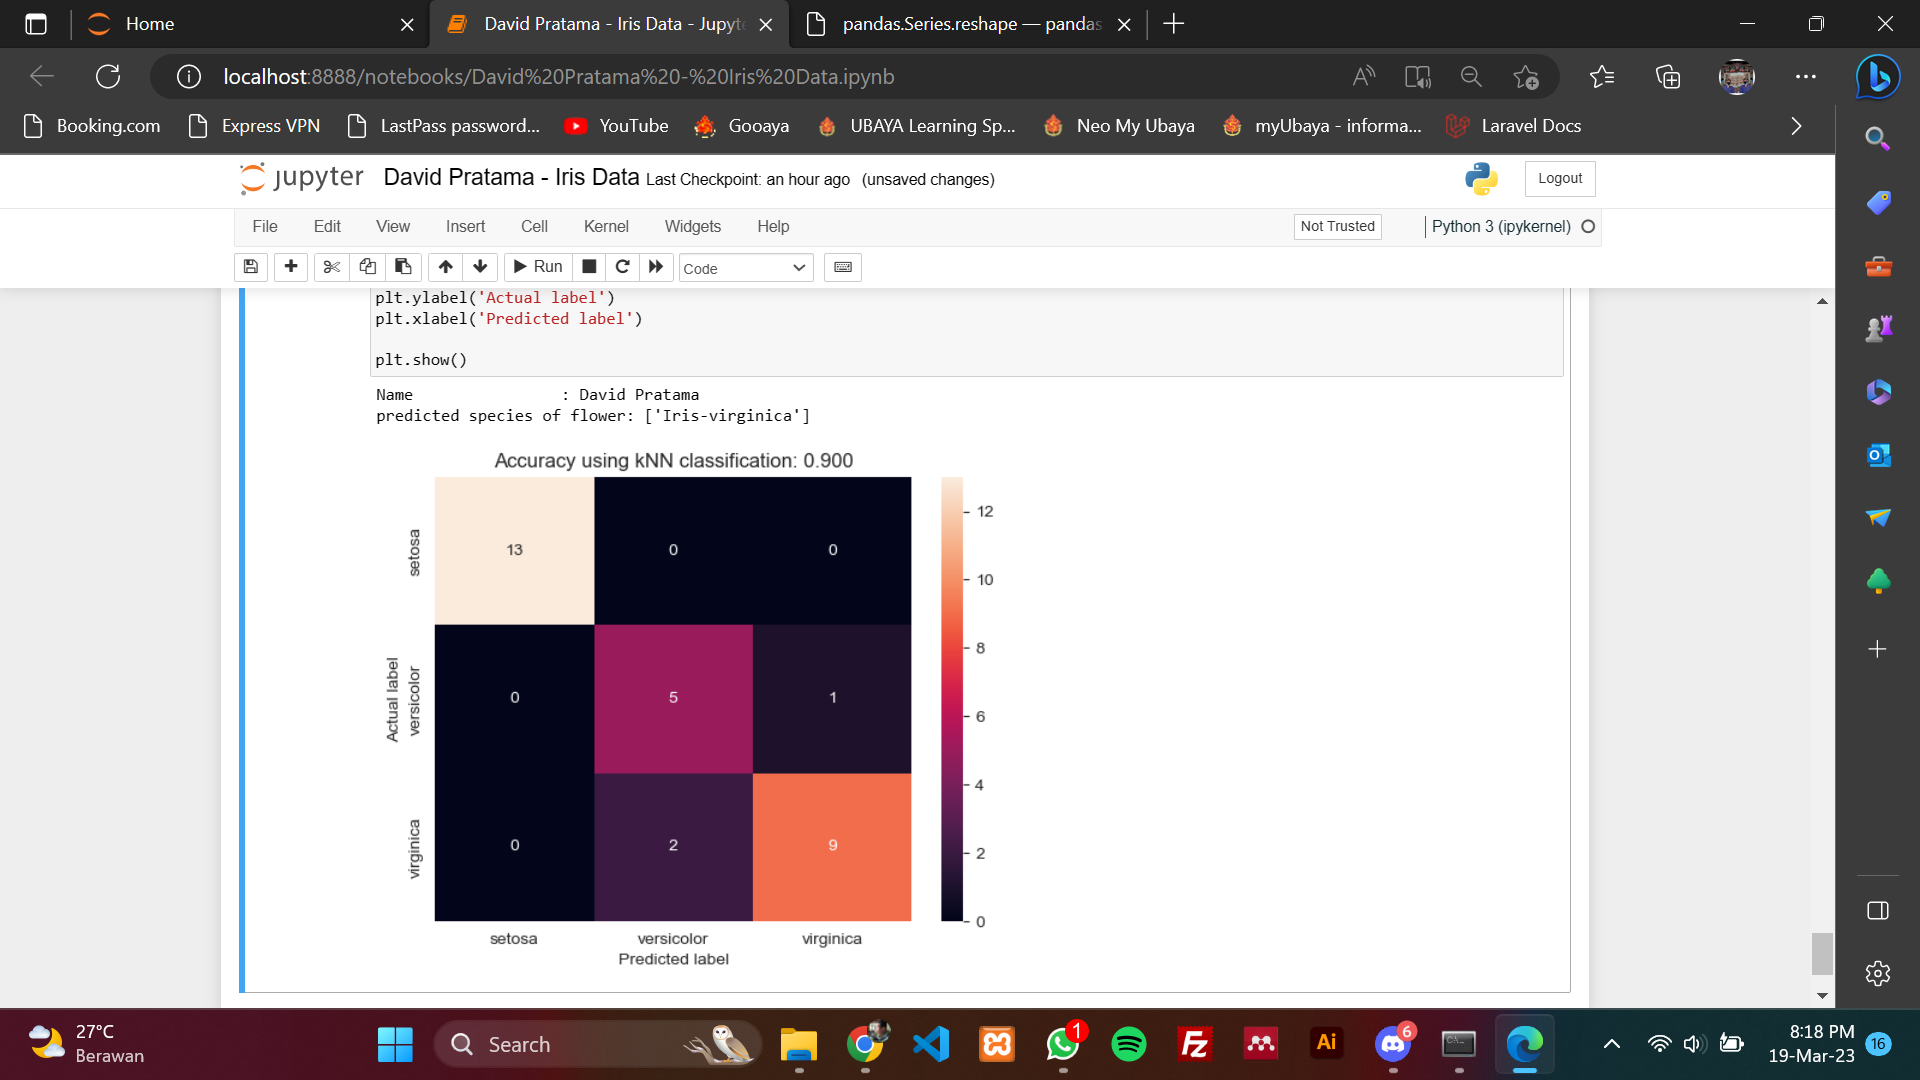 Home
David Pratama - Iris Data - Jupyte
pandas.Series.reshape — pandas
localhost:8888/notebooks/David%20Pratama%20-%20Iris%20Data.ipynb
Booking.com
Express VPN
LastPass password...
YouTube
Gooaya
UBAYA Learning Sp...
Neo My Ubaya
myUbaya - informa...
Laravel Docs
jupyter David Pratama - Iris Data Last Checkpoint: an hour ago (unsaved changes)
Logout
File Edit View Insert Cell Kernel Widgets Help
Not Trusted
Python 3 (ipykernel)
Run
Code
plt.ylabel('Actual label')
plt.xlabel('Predicted label')
plt.show()
Name : David Pratama
predicted species of flower: ['Iris-virginica']
Accuracy using kNN classification: 0.900
setosa
13 0 0
Actual label
versicolor
0 5 1
virginica
0 2 9
setosa versicolor virginica
Predicted label
12
10
8
6
4
2
0
27°C
Berawan
Search
1
Fz
Ai
6
8:18 PM
19-Mar-23
16